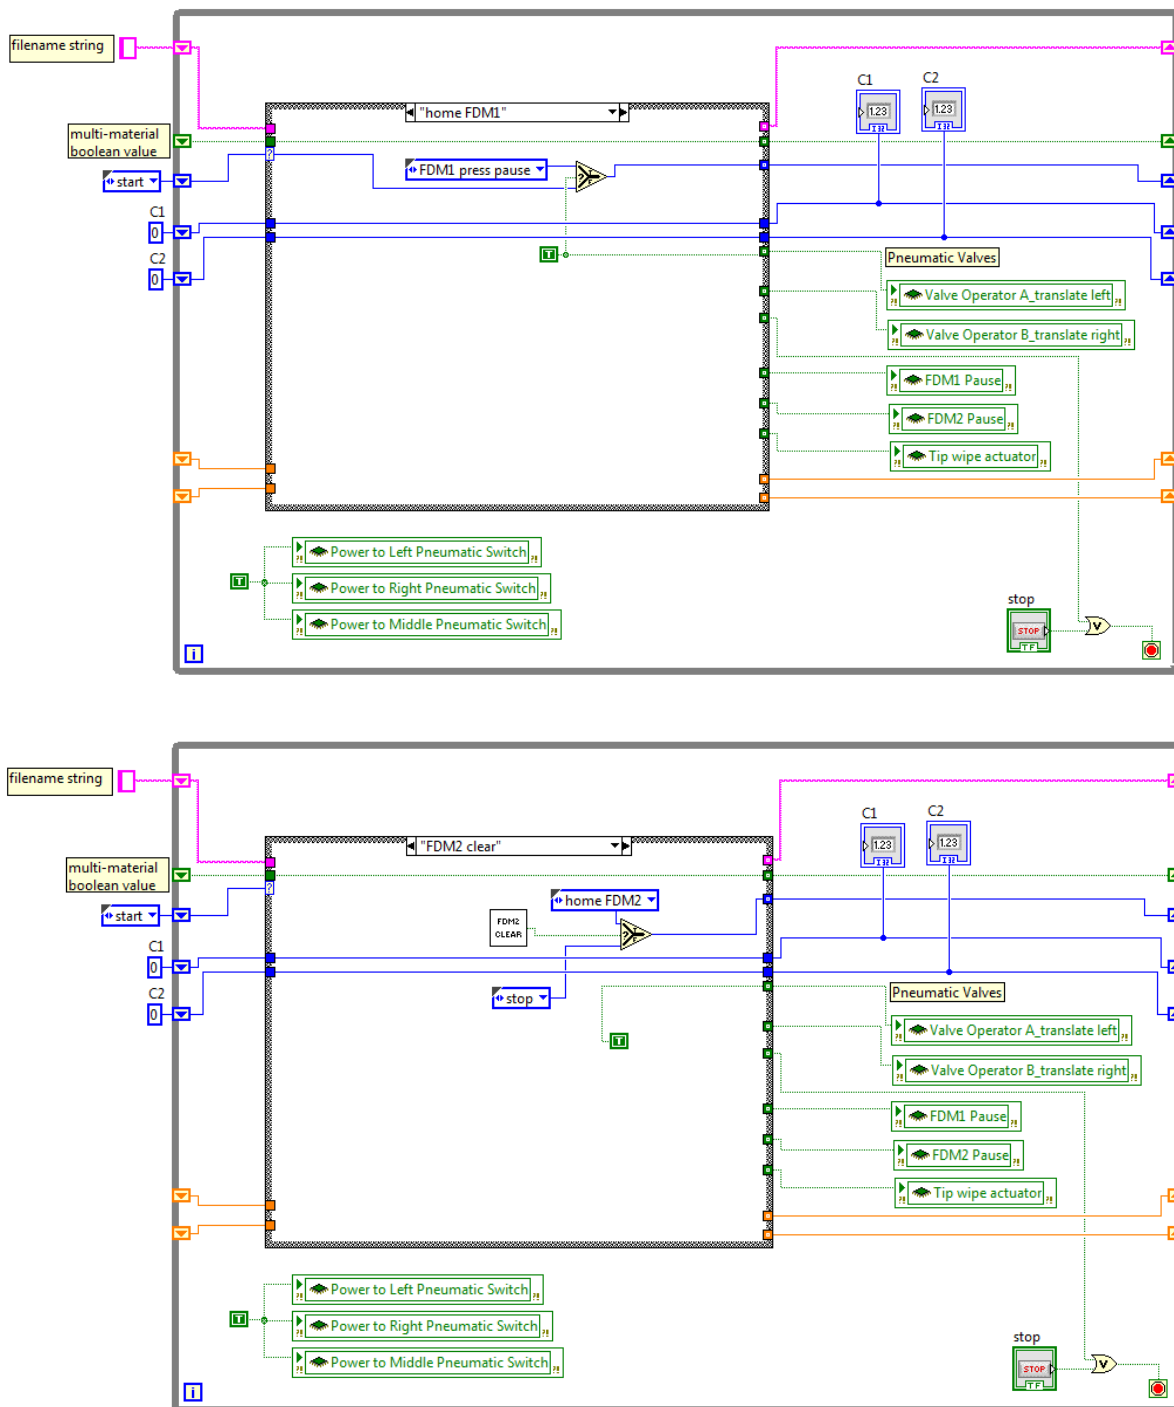 filename string
C1
C2
"home FDM1"
1.23
1.23
I32
I32
multi-material
boolean value
?
FDM1 press pause
start
T
F
?
C1
0
C2
0
T
Pneumatic Valves
Valve Operator A_translate left
?!
?!
Valve Operator B_translate right
?!
?!
FDM1 Pause
?!
?!
FDM2 Pause
?!
?!
Tip wipe actuator
?!
?!
Power to Left Pneumatic Switch
?!
?!
T
Power to Right Pneumatic Switch
?!
?!
Power to Middle Pneumatic Switch
?!
?!
stop
STOP
TF
V
i
filename string
C1
C2
"FDM2 clear"
1.23
1.23
I32
I32
multi-material
boolean value
?
home FDM2
start
FDM2
CLEAR
T
F
?
C1
0
C2
0
stop
Pneumatic Valves
T
Valve Operator A_translate left
?!
?!
Valve Operator B_translate right
?!
?!
FDM1 Pause
?!
?!
FDM2 Pause
?!
?!
Tip wipe actuator
?!
?!
Power to Left Pneumatic Switch
?!
?!
T
Power to Right Pneumatic Switch
?!
?!
Power to Middle Pneumatic Switch
?!
?!
stop
STOP
TF
V
i